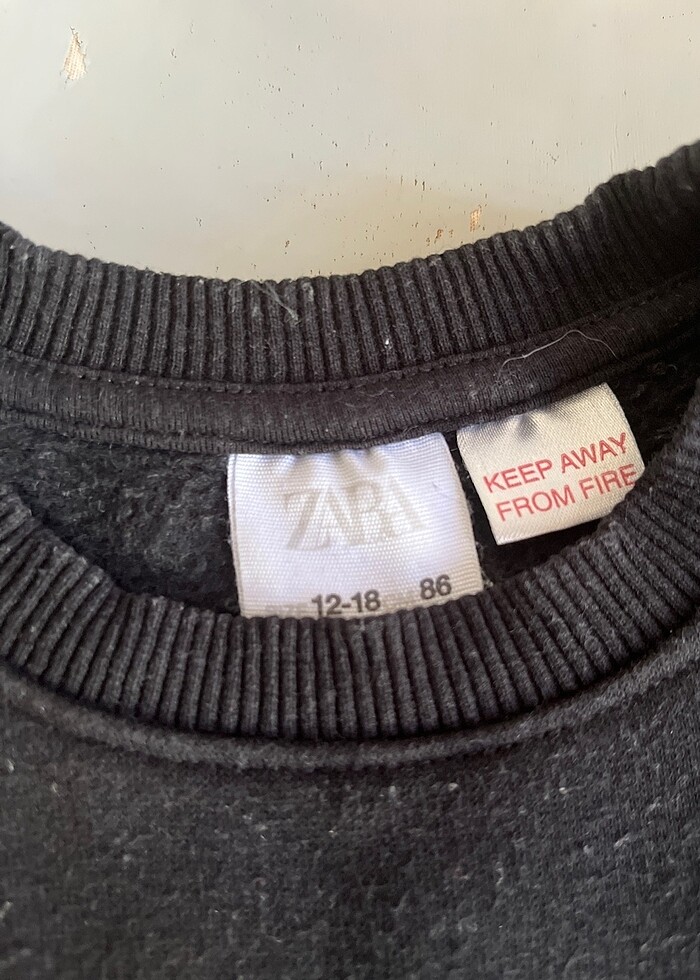 ZARA
12-18 86
KEEP AWAY
FROM FIRE